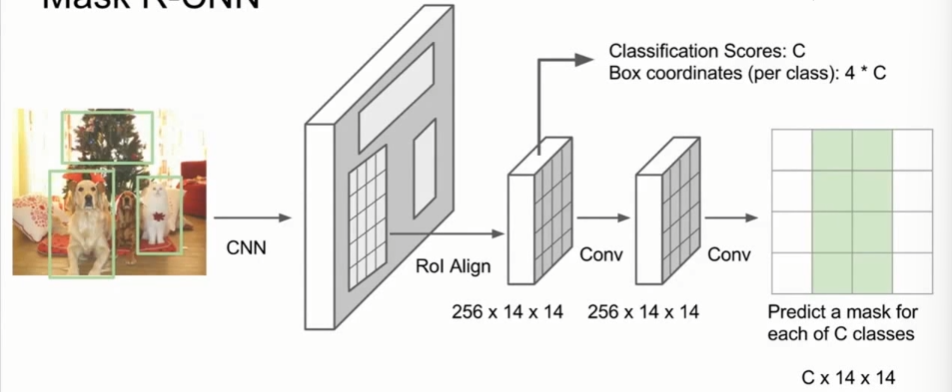 Mask R-CNN
Classification Scores: C
Box coordinates (per class): 4 * C
CNN
RoI Align
Conv
Conv
256 x 14 x 14
256 x 14 x 14
Predict a mask for
each of C classes
C x 14 x 14